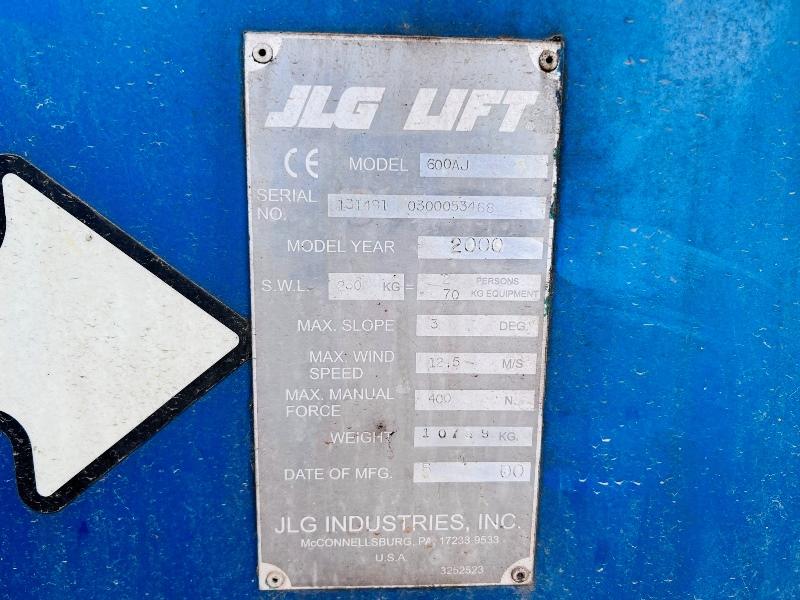 JLG LIFT
CE MODEL 600AJ
SERIAL NO. 0300053468
MODEL YEAR 2000
S.W.L. KG = PERSONS
70 KG EQUIPMENT
MAX. SLOPE 3 DEG.
MAX. WIND SPEED 12.5 M/S
MAX. MANUAL FORCE 400 N.
WEIGHT KG.
DATE OF MFG. 5 00
JLG INDUSTRIES, INC.
McCONNELLSBURG, PA. 17233-9533
U.S.A.
3252523